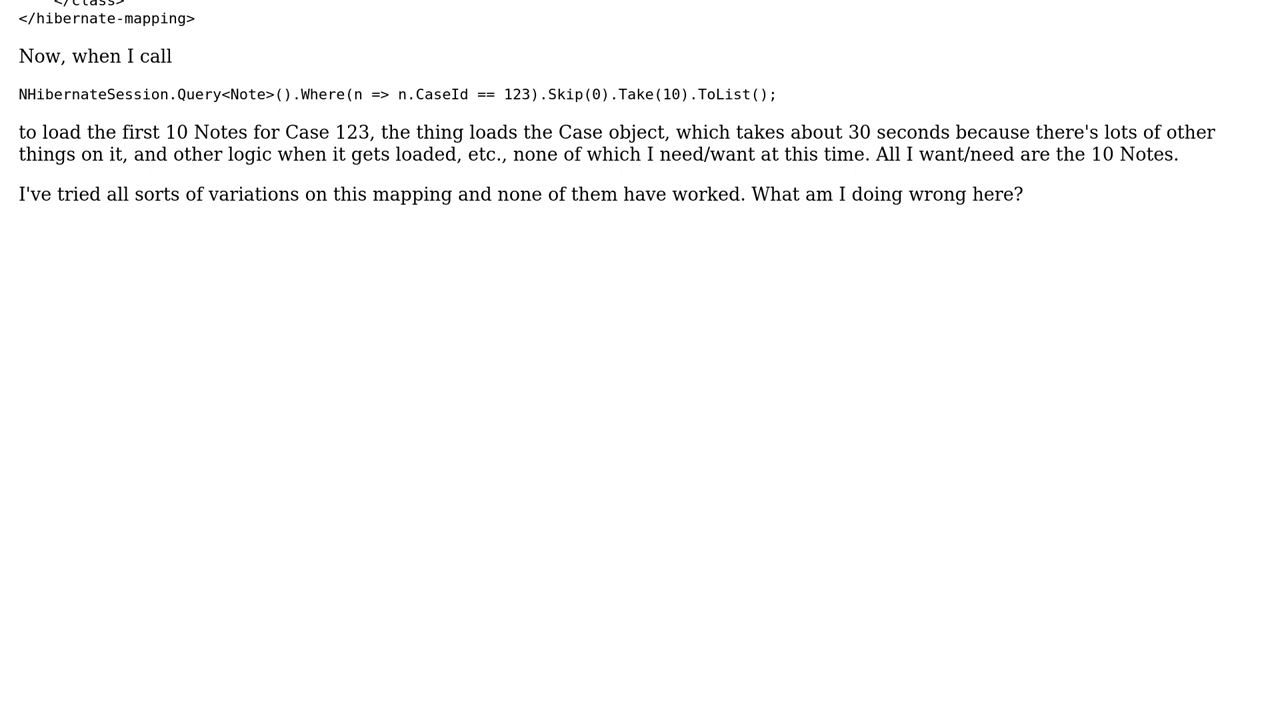 </class>
</hibernate-mapping>
Now, when I call
NHibernateSession.Query<Note>().Where(n => n.CaseId == 123).Skip(0).Take(10).ToList();
to load the first 10 Notes for Case 123, the thing loads the Case object, which takes about 30 seconds because there's lots of other
things on it, and other logic when it gets loaded, etc., none of which I need/want at this time. All I want/need are the 10 Notes.
I've tried all sorts of variations on this mapping and none of them have worked. What am I doing wrong here?